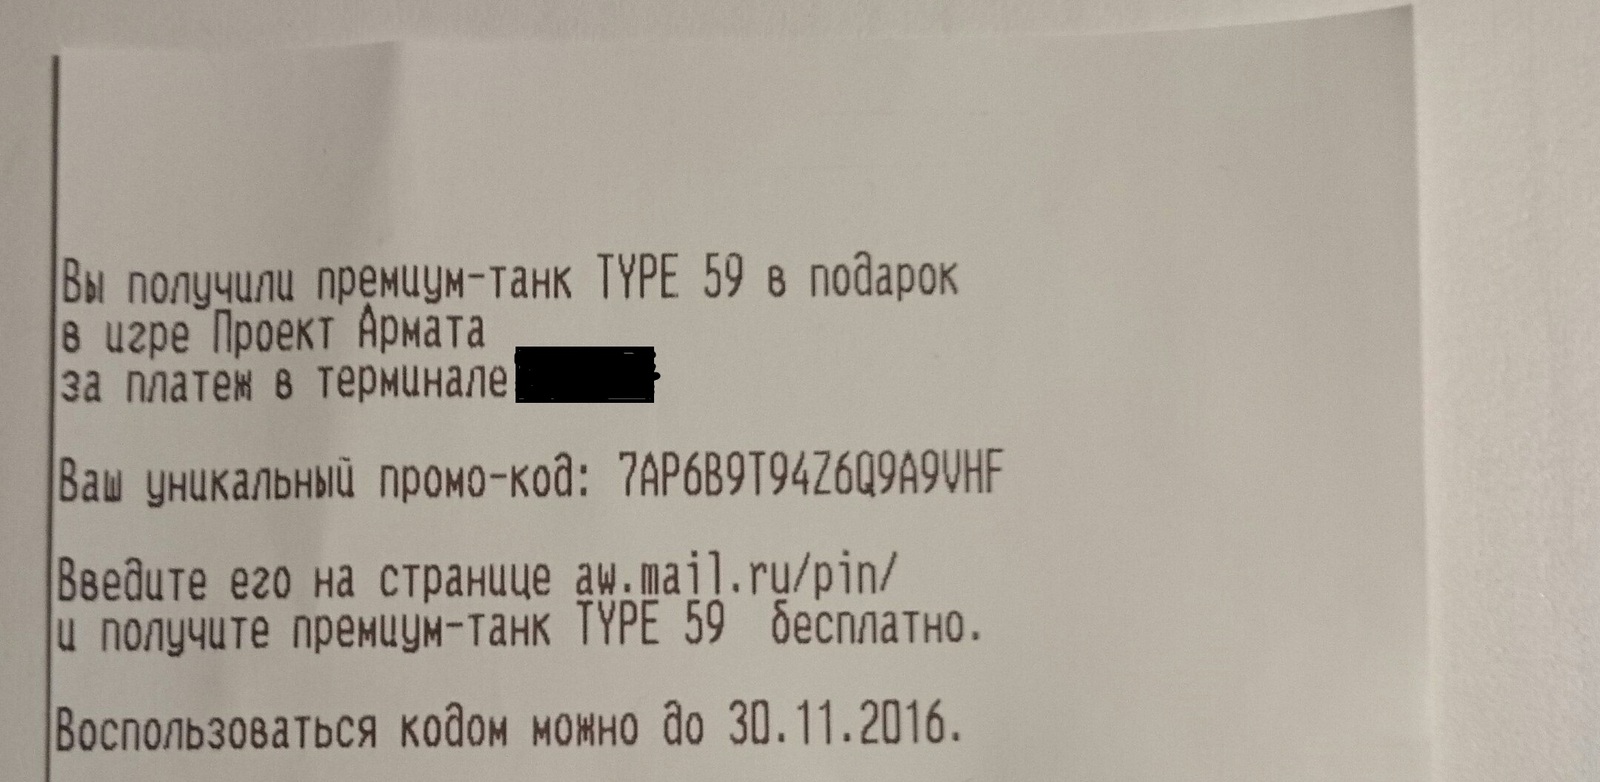 Вы получили премиум-танк TYPE 59 в подарок
в игре Проект Армата
за платеж в терминале
Ваш уникальный промо-код: 7AP6B9T94Z6Q9A9VHF
Введите его на странице aw.mail.ru/pin/
и получите премиум-танк TYPE 59 бесплатно.
Воспользоваться кодом можно до 30.11.2016.